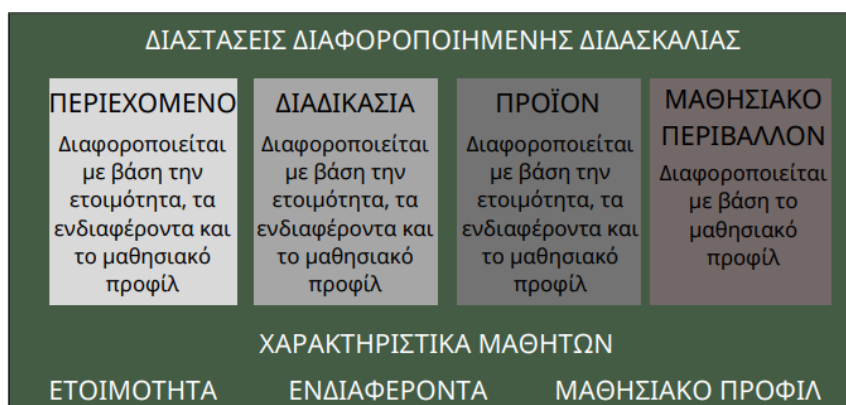 ΔΙΑΣΤΑΣΕΙΣ ΔΙΑΦΟΡΟΠΟΙΗΜΕΝΗΣ ΔΙΔΑΣΚΑΛΙΑΣ
ΠΕΡΙΕΧΟΜΕΝΟ
Διαφοροποιείται
με βάση την
ετοιμότητα, τα
ενδιαφέροντα και
το μαθησιακό
προφίλ
ΔΙΑΔΙΚΑΣΙΑ
Διαφοροποιείται
με βάση την
ετοιμότητα, τα
ενδιαφέροντα και
το μαθησιακό
προφίλ
ΠΡΟΪΟΝ
Διαφοροποιείται
με βάση την
ετοιμότητα, τα
ενδιαφέροντα και
το μαθησιακό
προφίλ
ΜΑΘΗΣΙΑΚΟ
ΠΕΡΙΒΑΛΛΟΝ
Διαφοροποιείται
με βάση το
μαθησιακό
προφίλ
ΧΑΡΑΚΤΗΡΙΣΤΙΚΑ ΜΑΘΗΤΩΝ
ΕΤΟΙΜΟΤΗΤΑ ΕΝΔΙΑΦΕΡΟΝΤΑ ΜΑΘΗΣΙΑΚΟ ΠΡΟΦΙΛ